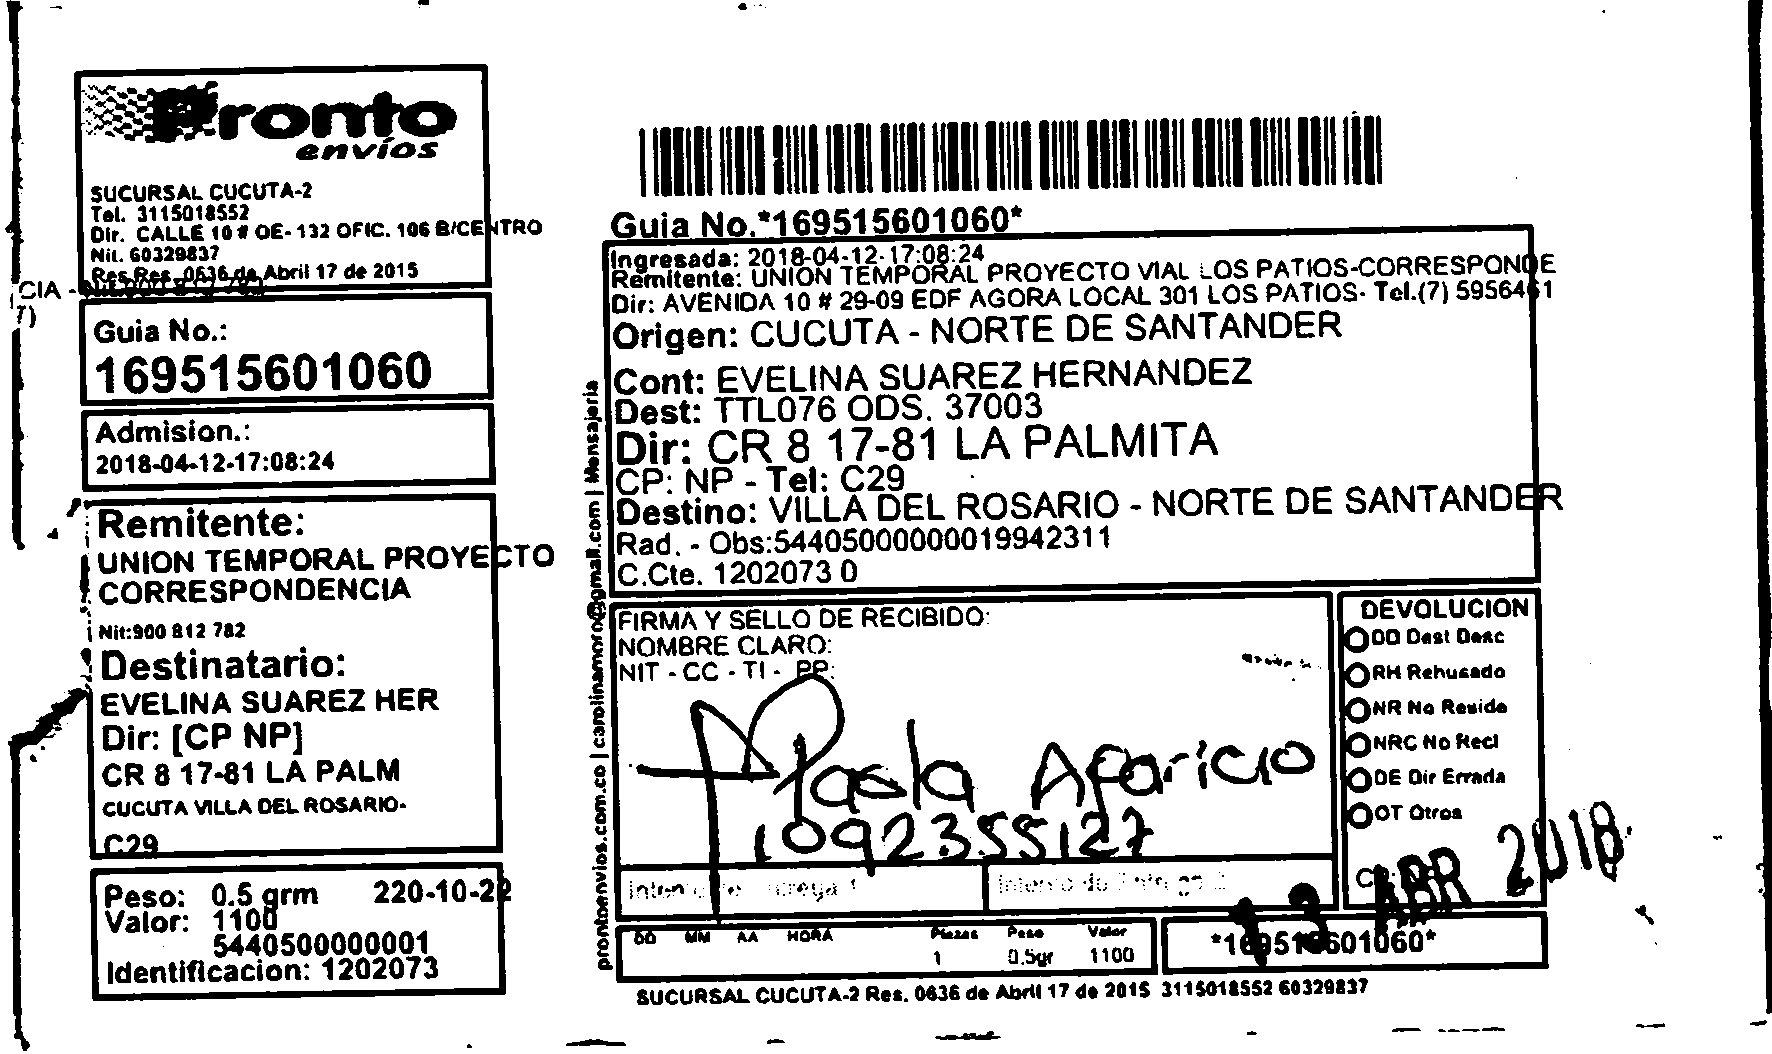 Pronto
envíos
SUCURSAL CUCUTA-2
Tel. 3115018552
Dir. CALLE 10 # OE- 132 OFIC. 106 B/CENTRO
Nit. 60329837
Res.Res. 0636 de Abril 17 de 2015
CIA -
Guia No.:
169515601060
Admision.:
2018-04-12-17:08:24
Remitente:
UNION TEMPORAL PROYECTO
CORRESPONDENCIA
Nit:900 812 782
Destinatario:
EVELINA SUAREZ HER
Dir: [CP NP]
CR 8 17-81 LA PALM
CUCUTA VILLA DEL ROSARIO-
C29
Peso: 0.5 grm 220-10-22
Valor: 1100
5440500000001
Identificacion: 1202073
prontoenvios.com.co | carolinamoro@gmail.com | Mensajeria
Guia No.*169515601060*
Ingresada: 2018-04-12-17:08:24
Remitente: UNION TEMPORAL PROYECTO VIAL LOS PATIOS-CORRESPONDE
Dir: AVENIDA 10 # 29-09 EDF AGORA LOCAL 301 LOS PATIOS- Tel.(7) 5956461
Origen: CUCUTA - NORTE DE SANTANDER
Cont: EVELINA SUAREZ HERNANDEZ
Dest: TTL076 ODS. 37003
Dir: CR 8 17-81 LA PALMITA
CP: NP - Tel: C29
Destino: VILLA DEL ROSARIO - NORTE DE SANTANDER
Rad. - Obs:54405000000019942311
C.Cte. 1202073 0
FIRMA Y SELLO DE RECIBIDO:
NOMBRE CLARO:
NIT - CC - TI - PP:
Paola Aparicio
1092355127
DEVOLUCION
DD Dest Desc
RH Rehusado
NR No Reside
NRC No Recl
DE Dir Errada
OT Otros
ABR 2018
DD MM AA HORA Piezas Peso Valor
1 0.5gr 1100
*169515601060*
SUCURSAL CUCUTA-2 Res. 0636 de Abril 17 de 2015 3115018552 60329837